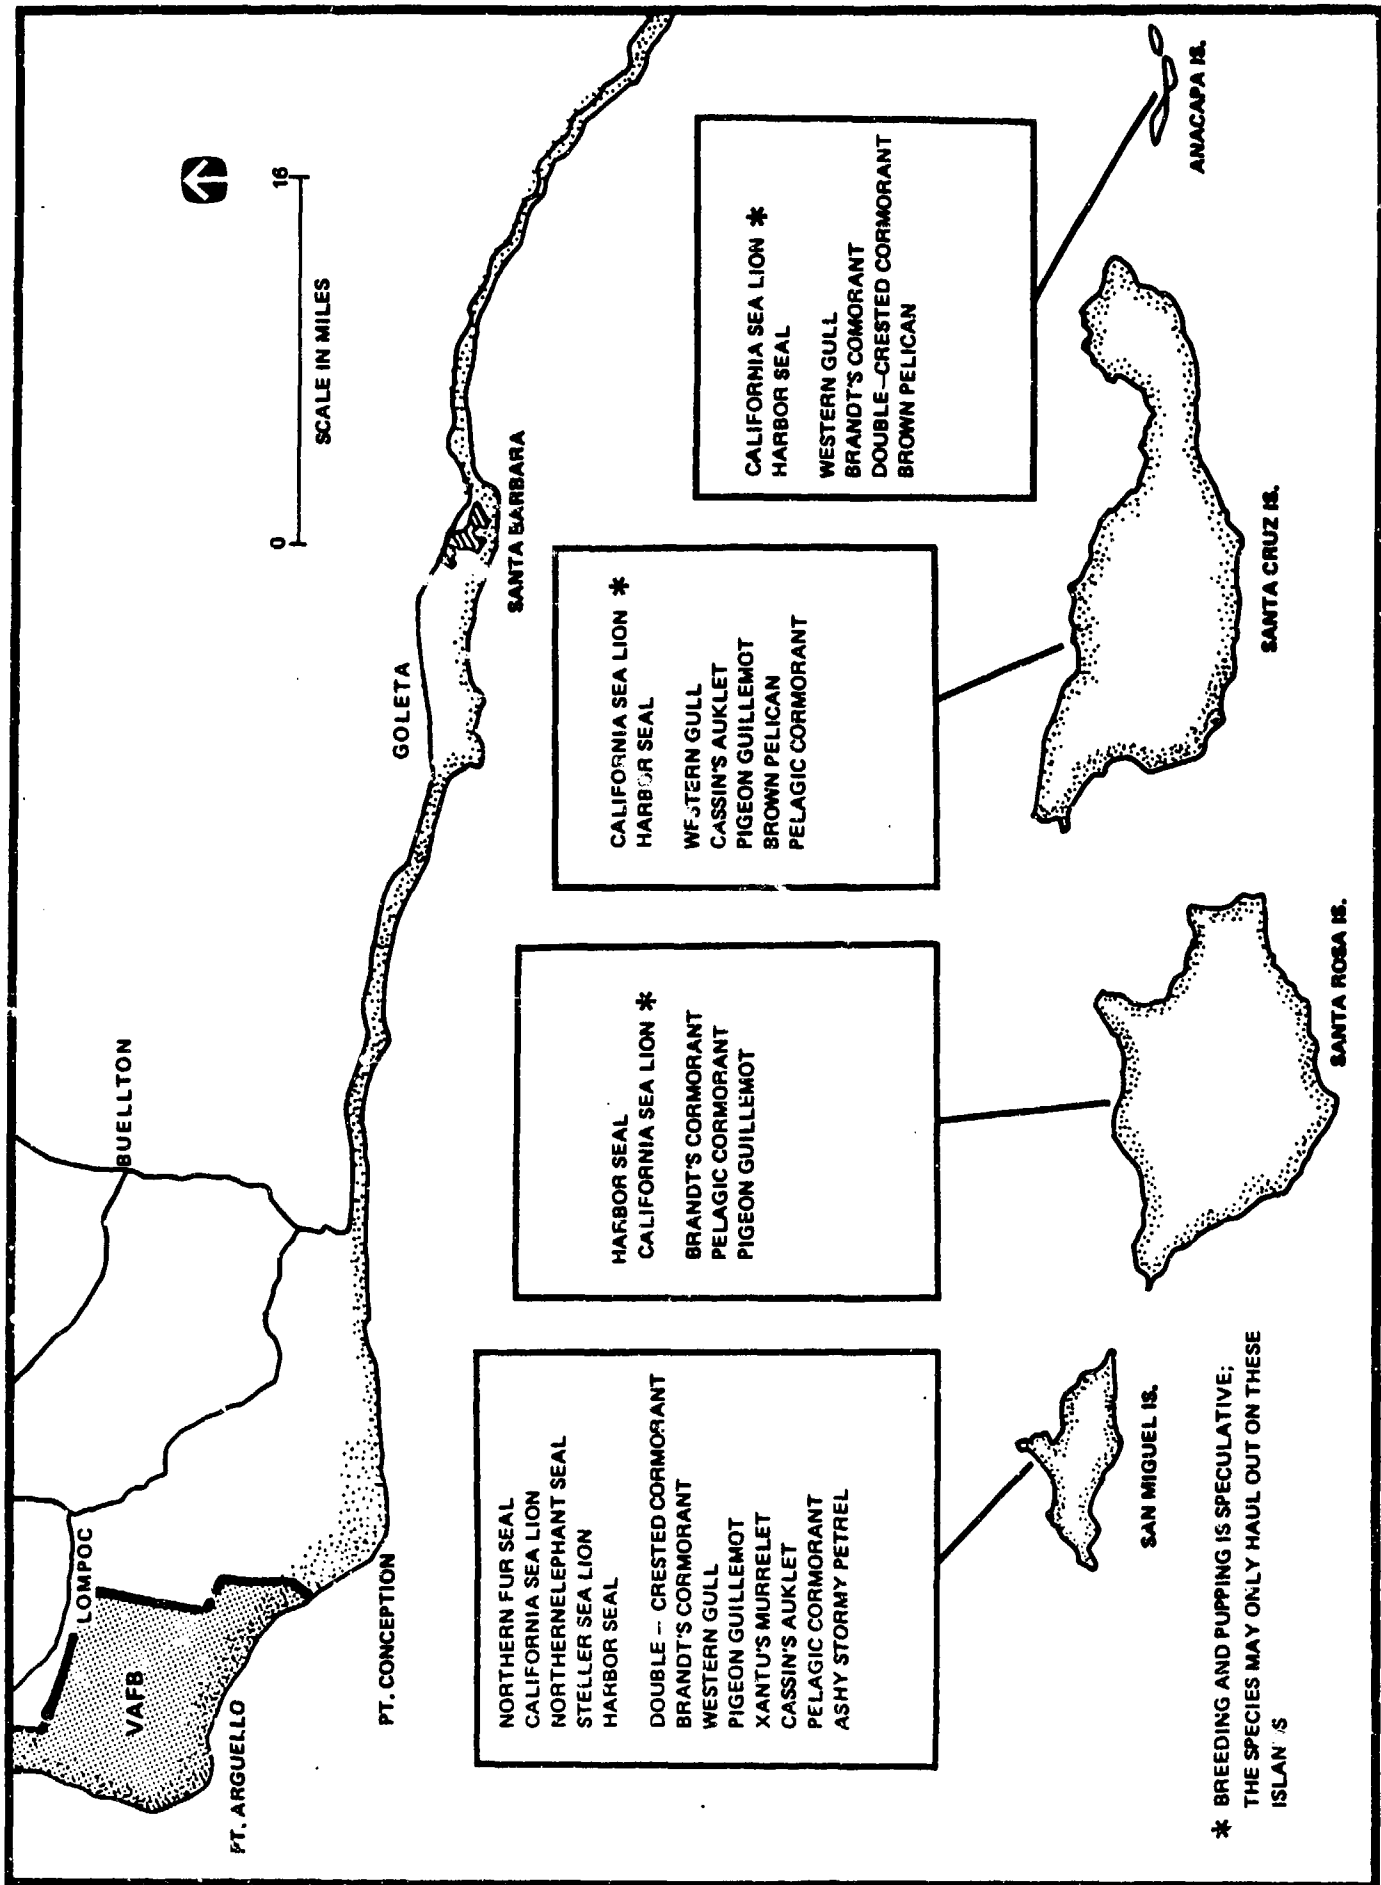 LOMPOC
VAFB
PT. ARGUELLO
PT. CONCEPTION
BUELLTON
GOLETA
SANTA BARBARA
0
16
SCALE IN MILES
NORTHERN FUR SEAL
CALIFORNIA SEA LION
NORTHERNELEPHANT SEAL
STELLER SEA LION
HARBOR SEAL
DOUBLE – CRESTED CORMORANT
BRANDT'S CORMORANT
WESTERN GULL
PIGEON GUILLEMOT
XANTU'S MURRELET
CASSIN'S AUKLET
PELAGIC CORMORANT
ASHY STORMY PETREL
HARBOR SEAL
CALIFORNIA SEA LION *
BRANDT'S CORMORANT
PELAGIC CORMORANT
PIGEON GUILLEMOT
CALIFORNIA SEA LION *
HARBOR SEAL
WESTERN GULL
CASSIN'S AUKLET
PIGEON GUILLEMOT
BROWN PELICAN
PELAGIC CORMORANT
CALIFORNIA SEA LION *
HARBOR SEAL
WESTERN GULL
BRANDT'S COMORANT
DOUBLE–CRESTED CORMORANT
BROWN PELICAN
SAN MIGUEL IS.
SANTA ROSA IS.
SANTA CRUZ IS.
ANACAPA IS.
* BREEDING AND PUPPING IS SPECULATIVE;
THE SPECIES MAY ONLY HAUL OUT ON THESE
ISLANDS